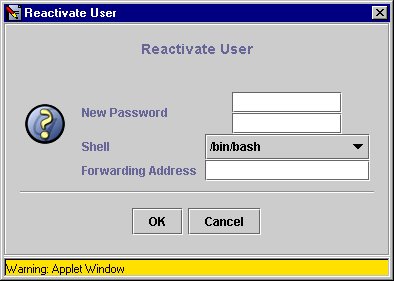 Reactivate User
Reactivate User
New Password
Shell
/bin/bash
Forwarding Address
OK
Cancel
Warning: Applet Window